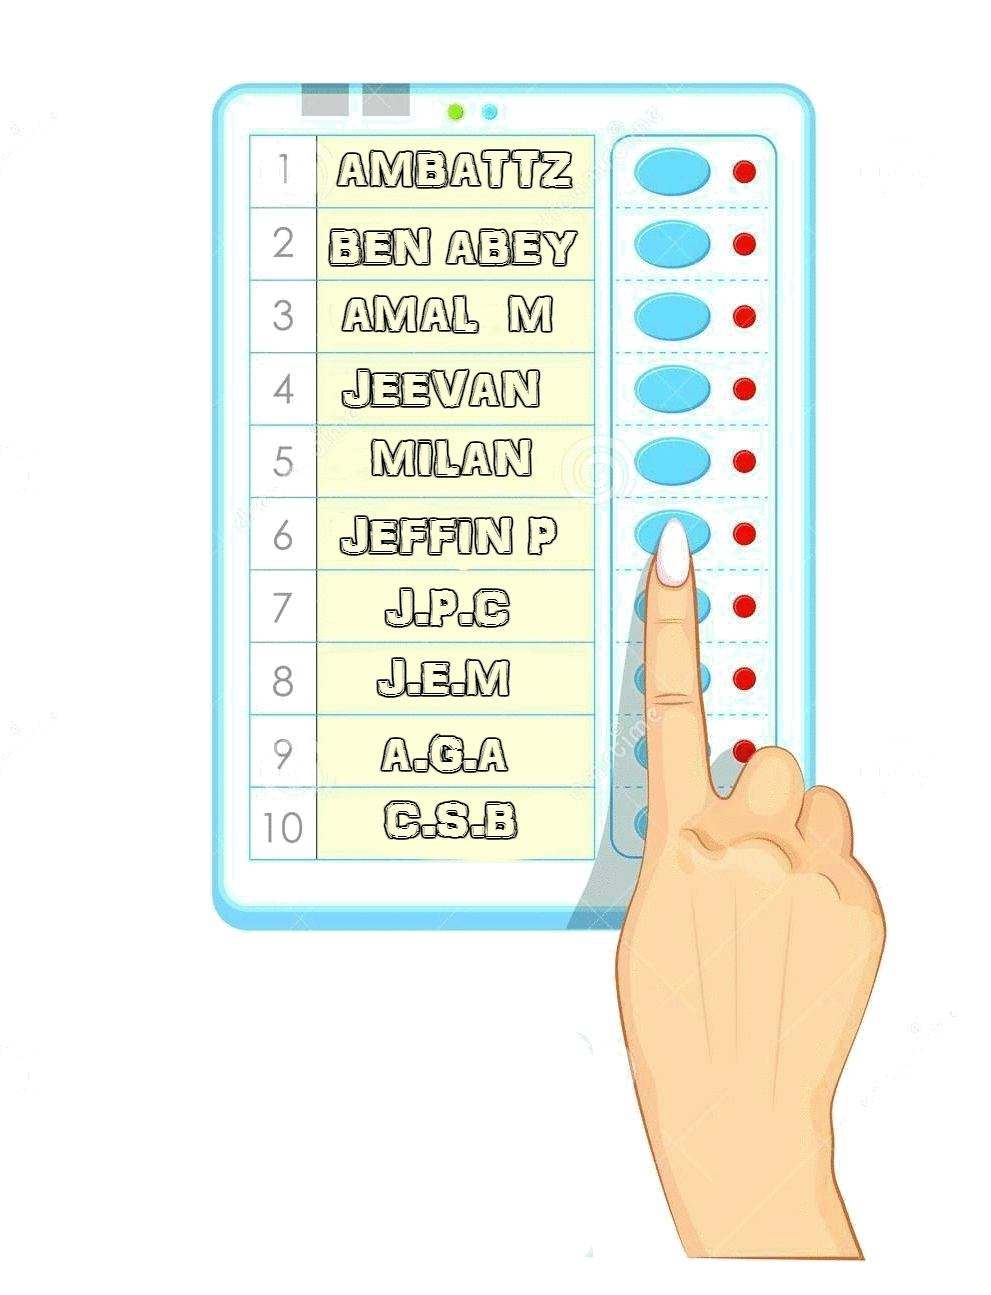 1 AMBATTZ
2 BEN ABEY
3 AMAL M
4 JEEVAN
5 MILAN
6 JEFFIN P
7 J.P.C
8 J.E.M
9 A.G.A
10 C.S.B